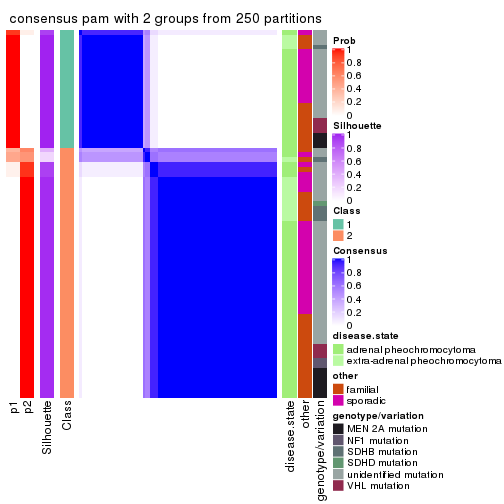 consensus pam with 2 groups from 250 partitions
p1
p2
Silhouette
Class
disease.state
other
genotype/variation
Prob
1
0.8
0.6
0.4
0.2
0
Silhouette
1
0.8
0.6
0.4
0.2
0
Class
1
2
Consensus
1
0.8
0.6
0.4
0.2
0
disease.state
adrenal pheochromocytoma
extra-adrenal pheochromocytoma
other
familial
sporadic
genotype/variation
MEN 2A mutation
NF1 mutation
SDHB mutation
SDHD mutation
unidentified mutation
VHL mutation